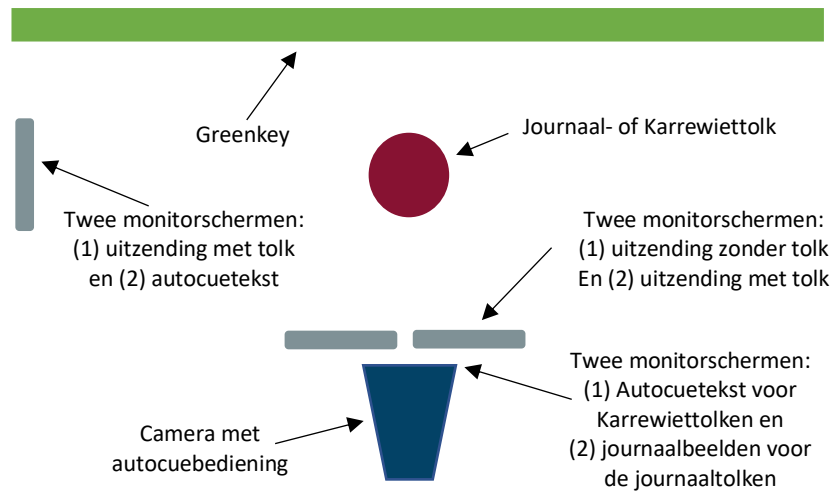 Greenkey
Journaal- of Karrewiettolk
Twee monitorschermen:
(1) uitzending met tolk
en (2) autocuetekst
Twee monitorschermen:
(1) uitzending zonder tolk
En (2) uitzending met tolk
Twee monitorschermen:
(1) Autocuetekst voor
Karrewiettolken en
(2) journaalbeelden voor
de journaaltolken
Camera met
autocuebediening